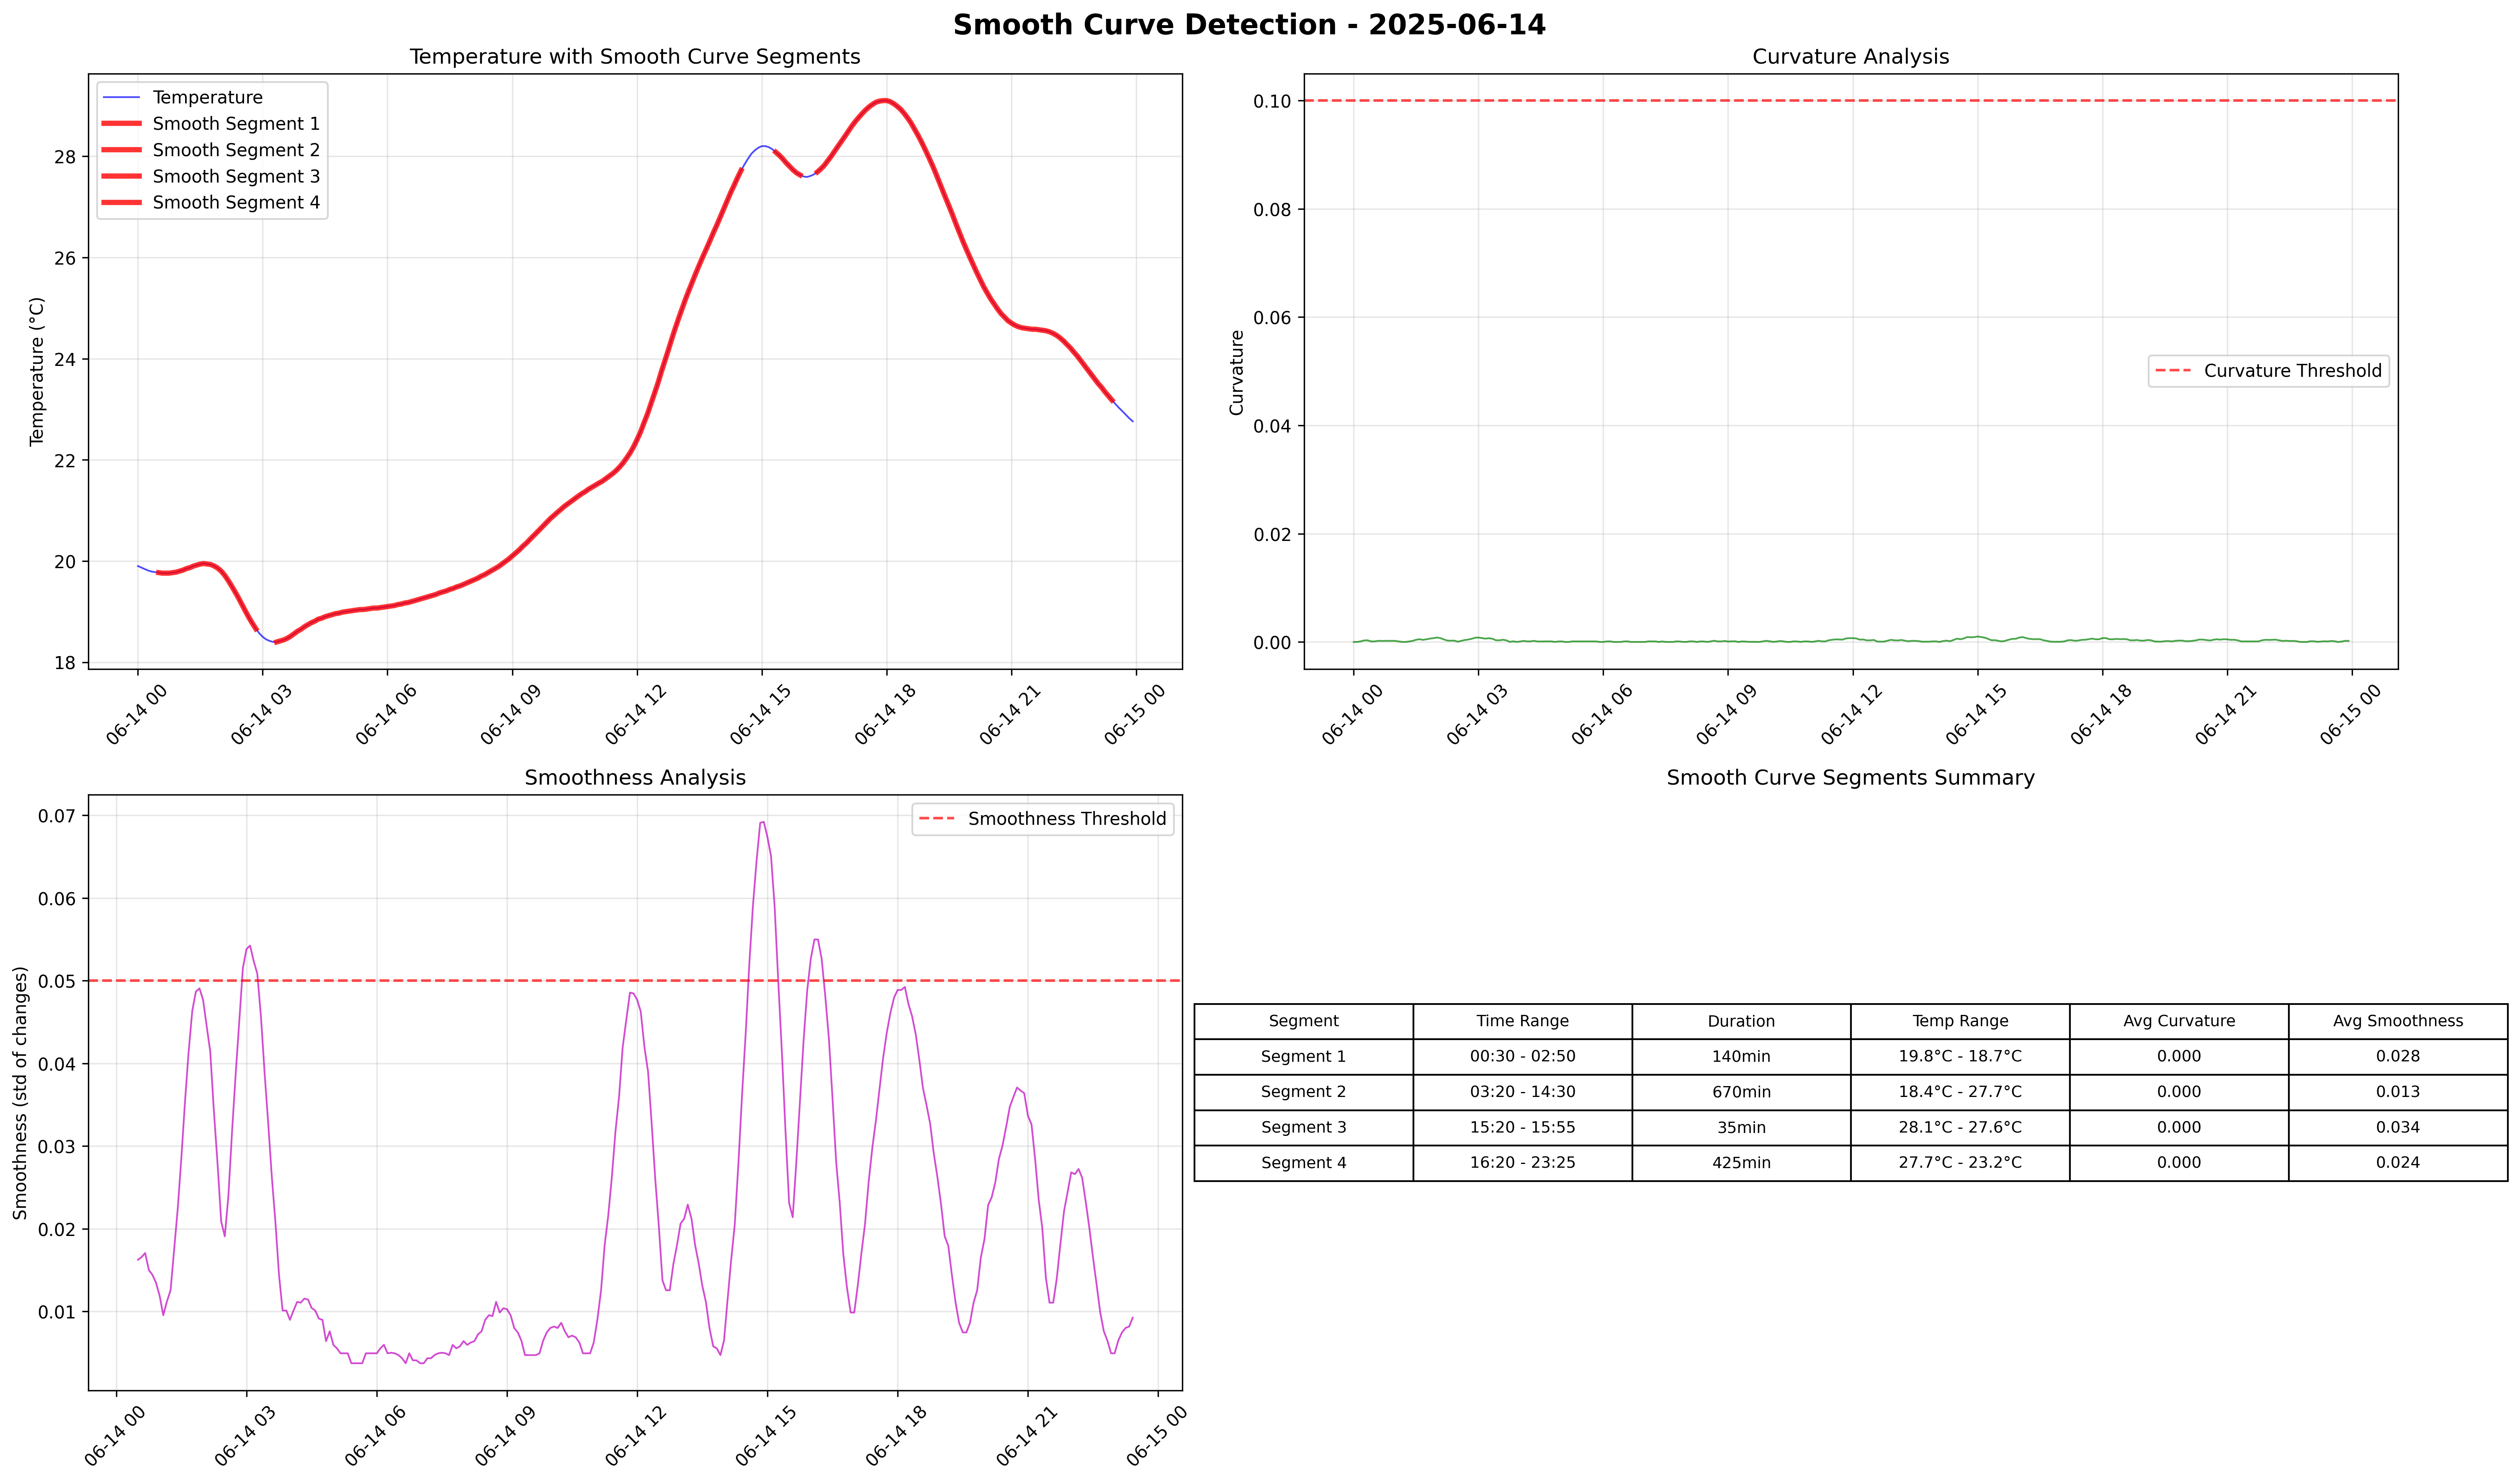 Smooth Curve Detection - 2025-06-14
Temperature with Smooth Curve Segments
Temperature
Smooth Segment 1
Smooth Segment 2
Smooth Segment 3
Smooth Segment 4
Temperature (°C)
28
26
24
22
20
18
06-14 00
06-14 03
06-14 06
06-14 09
06-14 12
06-14 15
06-14 18
06-14 21
06-15 00
Curvature Analysis
Curvature
0.10
0.08
0.06
0.04
0.02
0.00
Curvature Threshold
06-14 00
06-14 03
06-14 06
06-14 09
06-14 12
06-14 15
06-14 18
06-14 21
06-15 00
Smoothness Analysis
Smoothness Threshold
Smoothness (std of changes)
0.07
0.06
0.05
0.04
0.03
0.02
0.01
06-14 00
06-14 03
06-14 06
06-14 09
06-14 12
06-14 15
06-14 18
06-14 21
06-15 00
Smooth Curve Segments Summary
Segment Time Range Duration Temp Range Avg Curvature Avg Smoothness
Segment 1 00:30 - 02:50 140min 19.8°C - 18.7°C 0.000 0.028
Segment 2 03:20 - 14:30 670min 18.4°C - 27.7°C 0.000 0.013
Segment 3 15:20 - 15:55 35min 28.1°C - 27.6°C 0.000 0.034
Segment 4 16:20 - 23:25 425min 27.7°C - 23.2°C 0.000 0.024